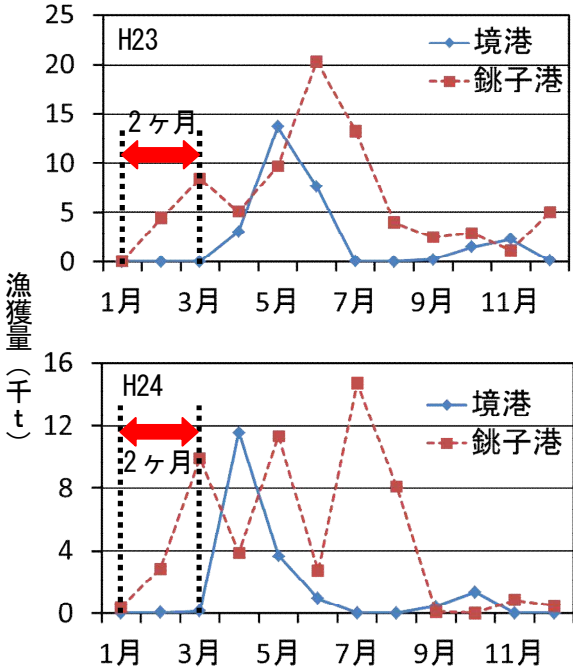 漁獲量(千t)
25
20
15
10
5
0
H23
境港
銚子港
2ヶ月
1月 3月 5月 7月 9月 11月
16
12
8
4
0
H24
境港
銚子港
2ヶ月
1月 3月 5月 7月 9月 11月